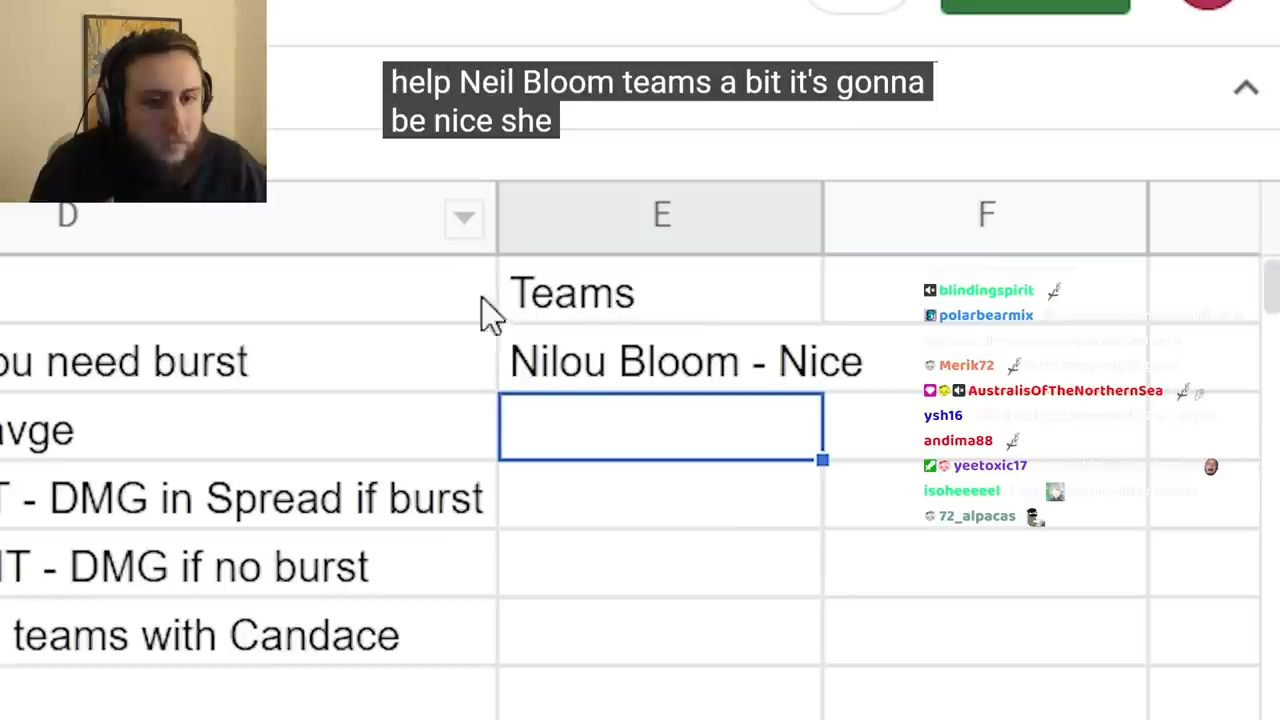 help Neil Bloom teams a bit it's gonna
be nice she
D
E
F
Teams
ou need burst
Nilou Bloom - Nice
avge
T - DMG in Spread if burst
IT - DMG if no burst
teams with Candace
blindingspirit
polarbearmix
Merik72
AustralisOfTheNorthernSea
ysh16
andima88
yeetoxic17
isoheeeeel
72_alpacas